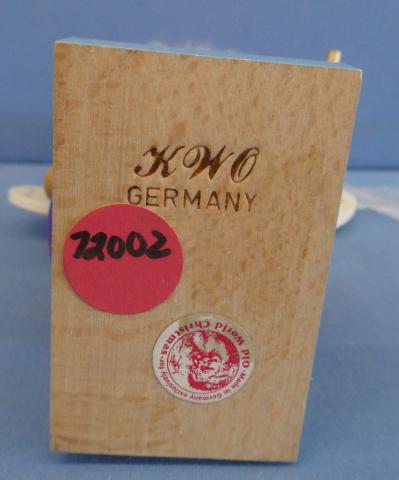 KWO
GERMANY
72002
Old World Christmas
Made in Germany exclusively for